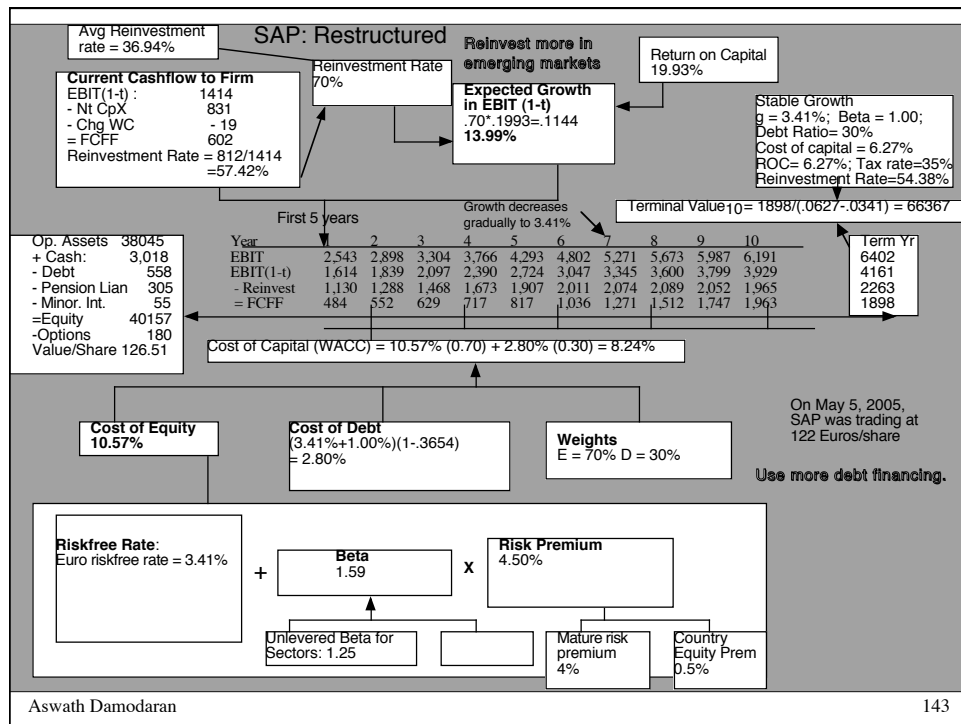 SAP: Restructured
Avg Reinvestment
rate = 36.94%
Reinvest more in
emerging markets
Return on Capital
19.93%
Reinvestment Rate
70%
Current Cashflow to Firm
EBIT(1-t) : 1414
- Nt CpX 831
- Chg WC - 19
= FCFF 602
Reinvestment Rate = 812/1414
=57.42%
Expected Growth
in EBIT (1-t)
.70*.1993=.1144
13.99%
Stable Growth
g = 3.41%; Beta = 1.00;
Debt Ratio= 30%
Cost of capital = 6.27%
ROC= 6.27%; Tax rate=35%
Reinvestment Rate=54.38%
First 5 years
Growth decreases
gradually to 3.41%
Terminal Value10= 1898/(.0627-.0341) = 66367
Op. Assets 38045
+ Cash: 3,018
- Debt 558
- Pension Lian 305
- Minor. Int. 55
=Equity 40157
-Options 180
Value/Share 126.51
Year 1 2 3 4 5 6 7 8 9 10
EBIT 2,543 2,898 3,304 3,766 4,293 4,802 5,271 5,673 5,987 6,191
EBIT(1-t) 1,614 1,839 2,097 2,390 2,724 3,047 3,345 3,600 3,799 3,929
- Reinvest 1,130 1,288 1,468 1,673 1,907 2,011 2,074 2,089 2,052 1,965
= FCFF 484 552 629 717 817 1,036 1,271 1,512 1,747 1,963
Term Yr
6402
4161
2263
1898
Cost of Capital (WACC) = 10.57% (0.70) + 2.80% (0.30) = 8.24%
Cost of Equity
10.57%
Cost of Debt
(3.41%+1.00%)(1-.3654)
= 2.80%
Weights
E = 70% D = 30%
On May 5, 2005,
SAP was trading at
122 Euros/share
Use more debt financing.
Riskfree Rate:
Euro riskfree rate = 3.41%
+
Beta
1.59
X
Risk Premium
4.50%
Unlevered Beta for
Sectors: 1.25
Mature risk
premium
4%
Country
Equity Prem
0.5%
Aswath Damodaran
143